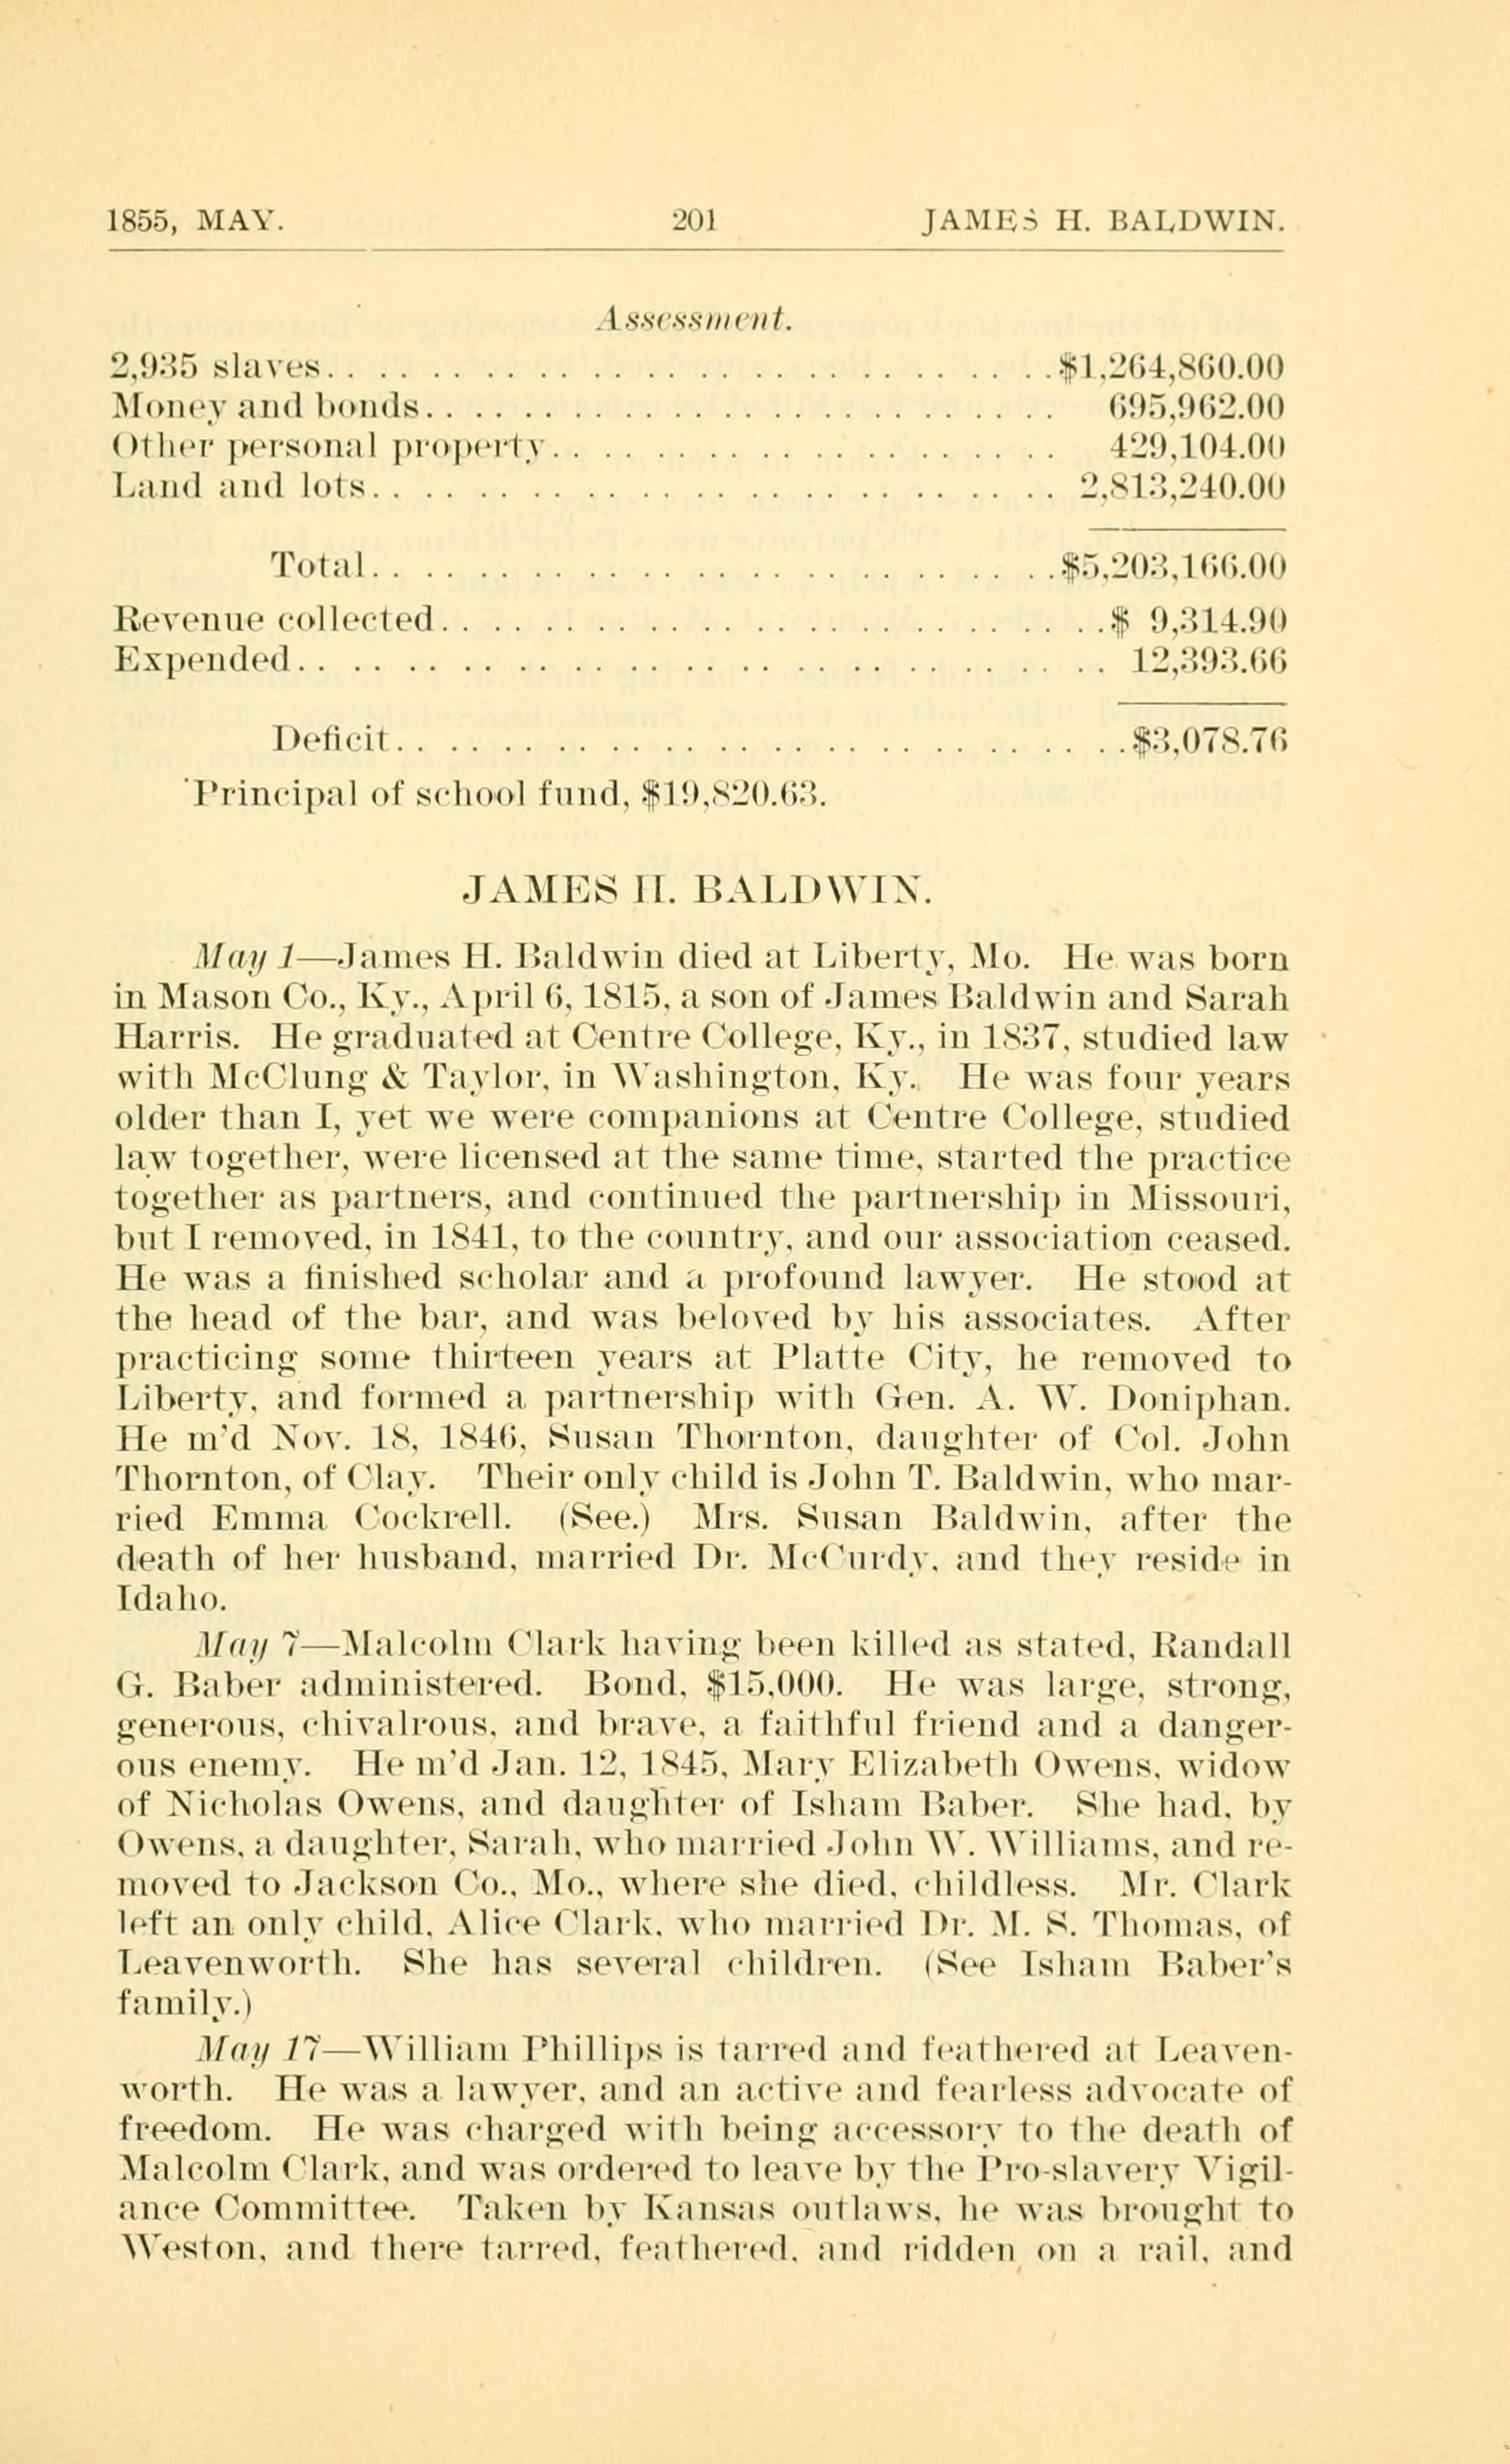 1855, MAY. 201 JAMES H. BALDWIN.
Assessment.
2,935 slaves. . . . . . . . . . . . . . . . . . . . . . . . . . . . $1,264,860.00
Money and bonds. . . . . . . . . . . . . . . . . . . . . . . . 695,962.00
Other personal property. . . . . . . . . . . . . . . . . . . . 429,104.00
Land and lots. . . . . . . . . . . . . . . . . . . . . . . . . . 2,813,240.00
Total. . . . . . . . . . . . . . . . . . . . . . . . . . $5,203,166.00
Revenue collected. . . . . . . . . . . . . . . . . . . . . . . . . $ 9,314.90
Expended. . . . . . . . . . . . . . . . . . . . . . . . . . . . . . 12,393.66
Deficit. . . . . . . . . . . . . . . . . . . . . . . . . . . . $3,078.76
Principal of school fund, $19,820.63.
JAMES H. BALDWIN.
May 1—James H. Baldwin died at Liberty, Mo. He was born
in Mason Co., Ky., April 6, 1815, a son of James Baldwin and Sarah
Harris. He graduated at Centre College, Ky., in 1837, studied law
with McClung & Taylor, in Washington, Ky. He was four years
older than I, yet we were companions at Centre College, studied
law together, were licensed at the same time, started the practice
together as partners, and continued the partnership in Missouri,
but I removed, in 1841, to the country, and our association ceased.
He was a finished scholar and a profound lawyer. He stood at
the head of the bar, and was beloved by his associates. After
practicing some thirteen years at Platte City, he removed to
Liberty, and formed a partnership with Gen. A. W. Doniphan.
He m'd Nov. 18, 1846, Susan Thornton, daughter of Col. John
Thornton, of Clay. Their only child is John T. Baldwin, who mar-
ried Emma Cockrell. (See.) Mrs. Susan Baldwin, after the
death of her husband, married Dr. McCurdy, and they reside in
Idaho.
May 7—Malcolm Clark having been killed as stated, Randall
G. Baber administered. Bond, $15,000. He was large, strong,
generous, chivalrous, and brave, a faithful friend and a danger-
ous enemy. He m'd Jan. 12, 1845, Mary Elizabeth Owens, widow
of Nicholas Owens, and daughter of Isham Baber. She had, by
Owens, a daughter, Sarah, who married John W. Williams, and re-
moved to Jackson Co., Mo., where she died, childless. Mr. Clark
left an only child, Alice Clark, who married Dr. M. S. Thomas, of
Leavenworth. She has several children. (See Isham Baber's
family.)
May 17—William Phillips is tarred and feathered at Leaven-
worth. He was a lawyer, and an active and fearless advocate of
freedom. He was charged with being accessory to the death of
Malcolm Clark, and was ordered to leave by the Pro-slavery Vigil-
ance Committee. Taken by Kansas outlaws, he was brought to
Weston, and there tarred, feathered, and ridden on a rail, and